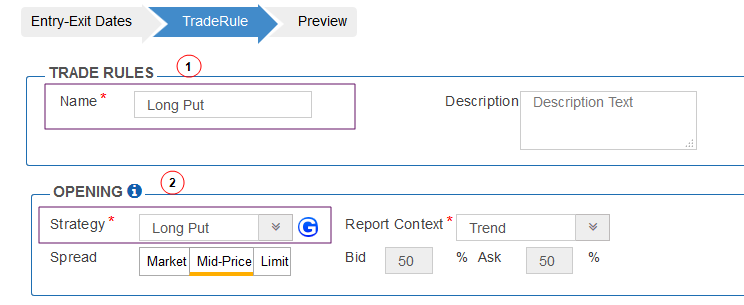 Entry-Exit Dates TradeRule Preview
TRADE RULES 1
Name * Long Put Description Description Text
OPENING i 2
Strategy * Long Put G Report Context * Trend
Spread Market Mid-Price Limit Bid 50 % Ask 50 %